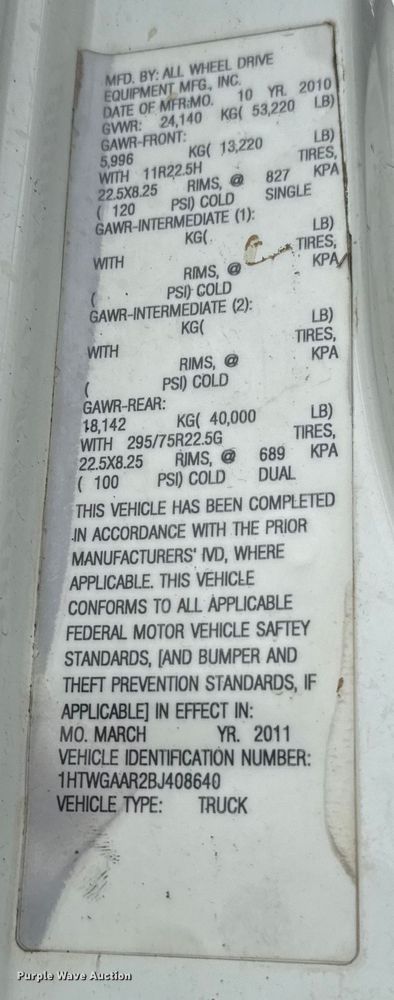 MFD. BY: ALL WHEEL DRIVE
EQUIPMENT MFG., INC.
DATE OF MFR:MO. 10 YR. 2010
GVWR: 24,140 KG( 53,220 LB)
GAWR-FRONT:
5,996 KG( 13,220 LB)
WITH 11R22.5H TIRES,
22.5X8.25 RIMS, @ 827 KPA
( 120 PSI) COLD SINGLE
GAWR-INTERMEDIATE (1):
KG( LB)
WITH TIRES,
RIMS, @ KPA
( PSI) COLD
GAWR-INTERMEDIATE (2):
KG( LB)
WITH TIRES,
RIMS, @ KPA
( PSI) COLD
GAWR-REAR:
18,142 KG( 40,000 LB)
WITH 295/75R22.5G TIRES,
22.5X8.25 RIMS, @ 689 KPA
( 100 PSI) COLD DUAL
THIS VEHICLE HAS BEEN COMPLETED
IN ACCORDANCE WITH THE PRIOR
MANUFACTURERS' IVD, WHERE
APPLICABLE. THIS VEHICLE
CONFORMS TO ALL APPLICABLE
FEDERAL MOTOR VEHICLE SAFTEY
STANDARDS, [AND BUMPER AND
THEFT PREVENTION STANDARDS, IF
APPLICABLE] IN EFFECT IN:
MO. MARCH YR. 2011
VEHICLE IDENTIFICATION NUMBER:
1HTWGAAR2BJ408640
VEHICLE TYPE: TRUCK
Purple Wave Auction